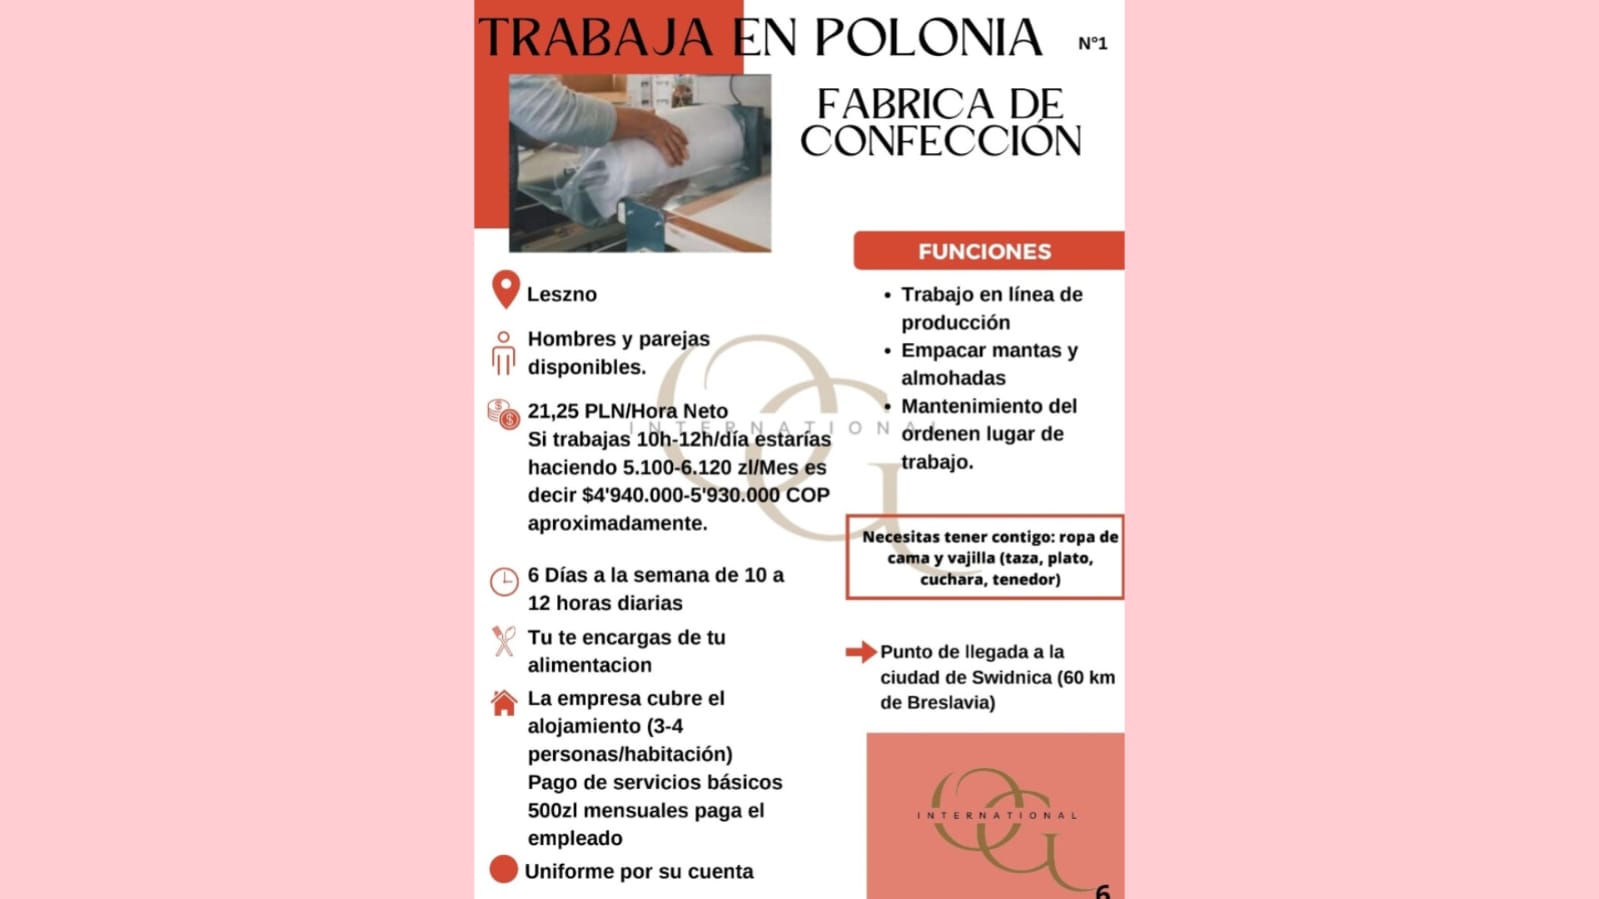 TRABAJA EN POLONIA
N°1
FABRICA DE
CONFECCIÓN
Leszno
Hombres y parejas
disponibles.
21,25 PLN/Hora Neto
Si trabajas 10h-12h/día estarías
haciendo 5.100-6.120 zl/Mes es
decir $4'940.000-5'930.000 COP
aproximadamente.
6 Días a la semana de 10 a
12 horas diarias
Tu te encargas de tu
alimentacion
La empresa cubre el
alojamiento (3-4
personas/habitación)
Pago de servicios básicos
500zl mensuales paga el
empleado
Uniforme por su cuenta
FUNCIONES
• Trabajo en línea de
producción
• Empacar mantas y
almohadas
• Mantenimiento del
ordenen lugar de
trabajo.
Necesitas tener contigo: ropa de
cama y vajilla (taza, plato,
cuchara, tenedor)
Punto de llegada a la
ciudad de Swidnica (60 km
de Breslavia)
OG
INTERNATIONAL
OG
INTERNATIONAL
6